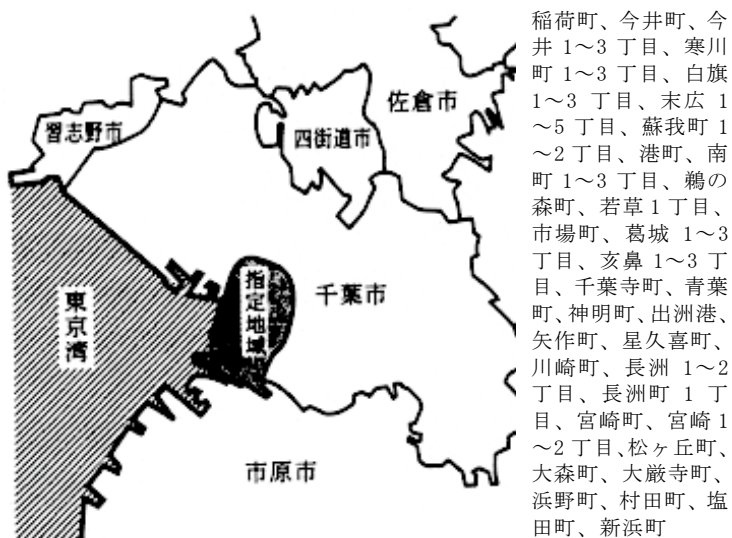 習志野市
四街道市
佐倉市
千葉市
指定地域
東京湾
市原市
稲荷町、今井町、今
井 1～3 丁目、寒川
町 1～3 丁目、白旗
1～3 丁目、末広 1
～5 丁目、蘇我町 1
～2 丁目、港町、南
町 1～3 丁目、鵜の
森町、若草 1 丁目、
市場町、葛城 1～3
丁目、亥鼻 1～3 丁
目、千葉寺町、青葉
町、神明町、出洲港、
矢作町、星久喜町、
川崎町、長洲 1～2
丁目、長洲町 1 丁
目、宮崎町、宮崎 1
～2 丁目、松ヶ丘町、
大森町、大厳寺町、
浜野町、村田町、塩
田町、新浜町